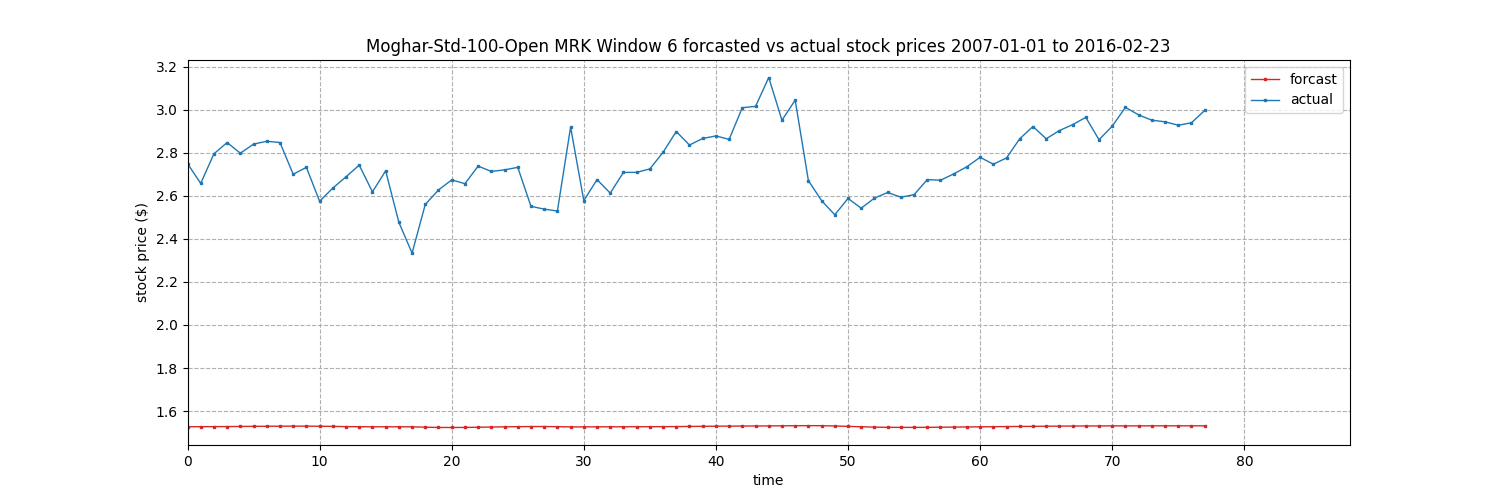 Moghar-Std-100-Open MRK Window 6 forcasted vs actual stock prices 2007-01-01 to 2016-02-23
forcast
actual
stock price ($)
3.2
3.0
2.8
2.6
2.4
2.2
2.0
1.8
1.6
0 10 20 30 40 50 60 70 80
time